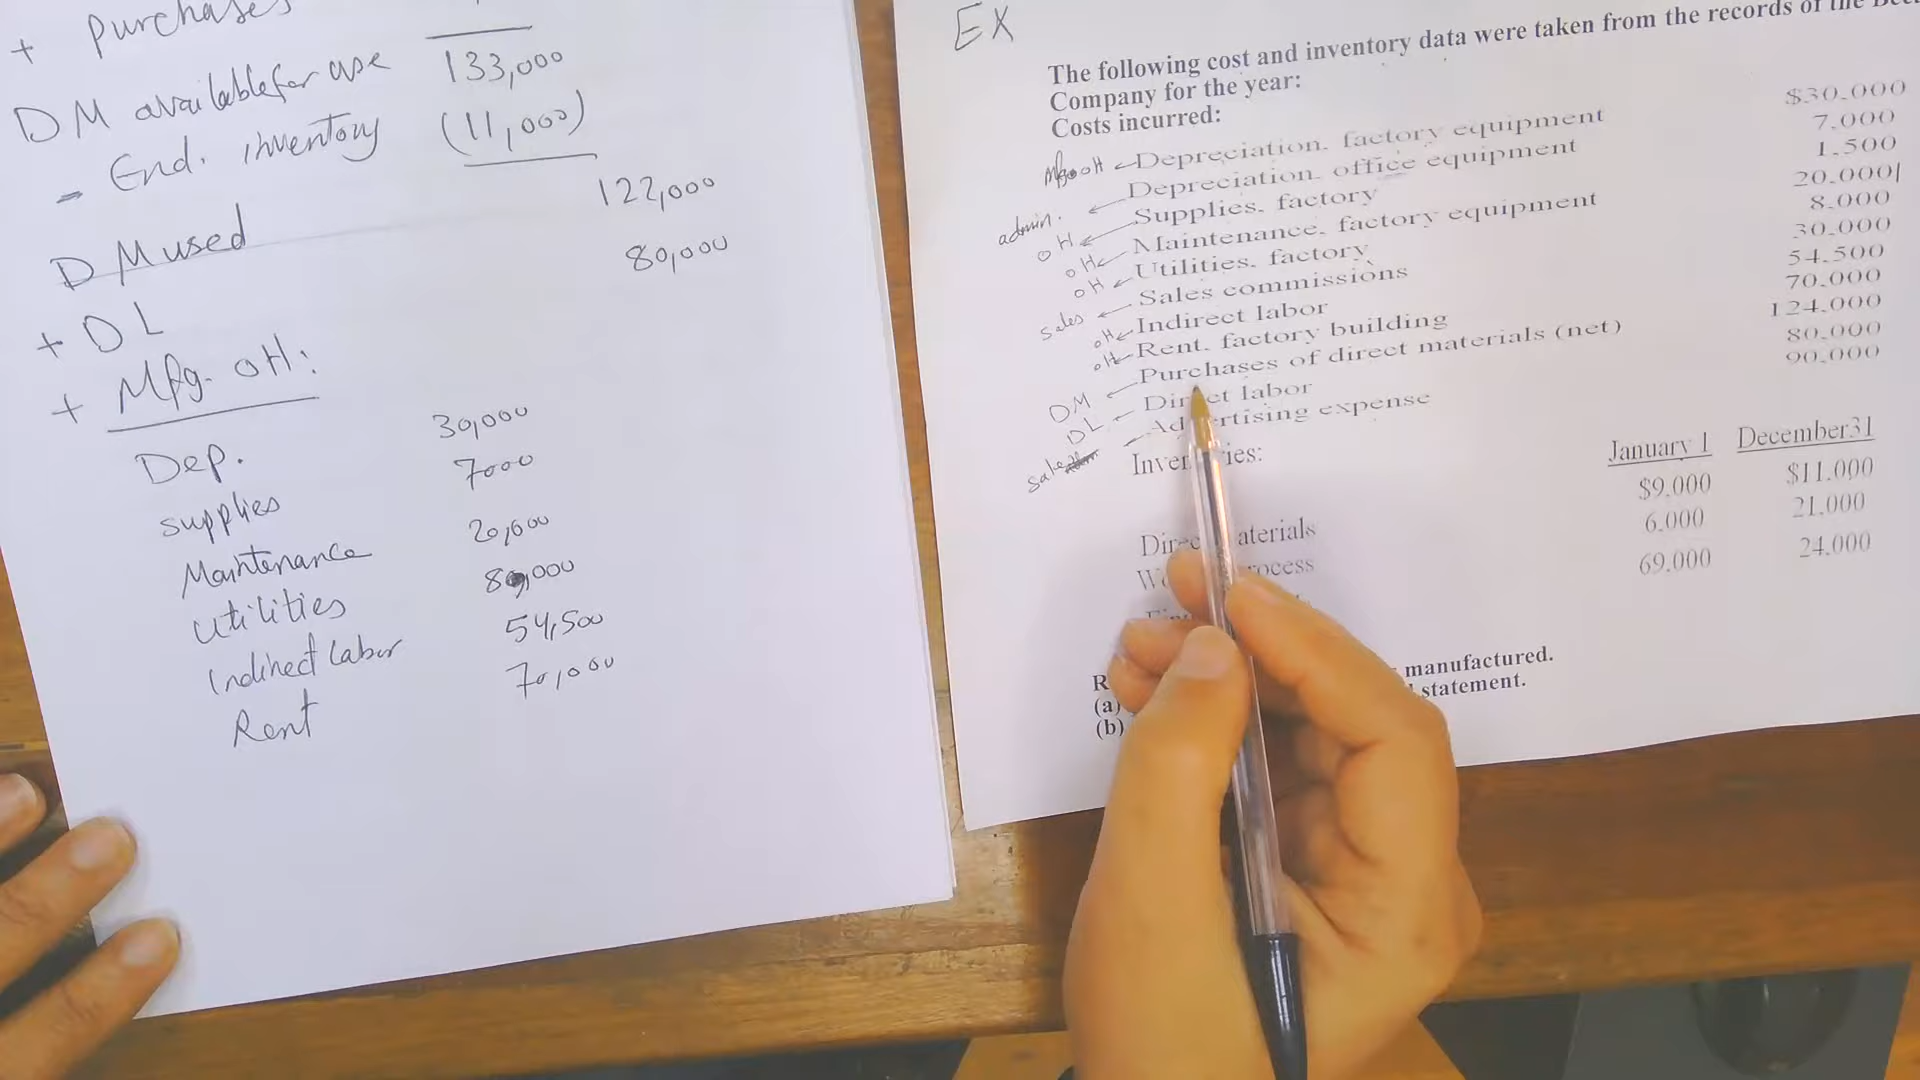 + purchases
DM available for use 133,000
- End. inventory (11,000)
DM used 122,000
+ DL 80,000
+ Mfg. OH:
Dep. 30,000
supplies 7000
Maintenance 20,000
utilities 8,000
Indirect labor 54,500
Rent 70,000
EX
The following cost and inventory data were taken from the records of the
Company for the year:
Costs incurred:
Mfg OH Depreciation, factory equipment $30.000
admin. Depreciation, office equipment 7.000
OH Supplies, factory 1.500
OH Maintenance, factory equipment 20.000
OH Utilities, factory 8.000
sales Sales commissions 30.000
OH Indirect labor 54.500
OH Rent, factory building 70.000
DM Purchases of direct materials (net) 124.000
DL Direct labor 80.000
sales Advertising expense 90.000
Inventories:
January 1 December31
Direct materials $9.000 $11.000
Work process 6.000 21.000
69.000 24.000
R
(a) manufactured.
(b) statement.